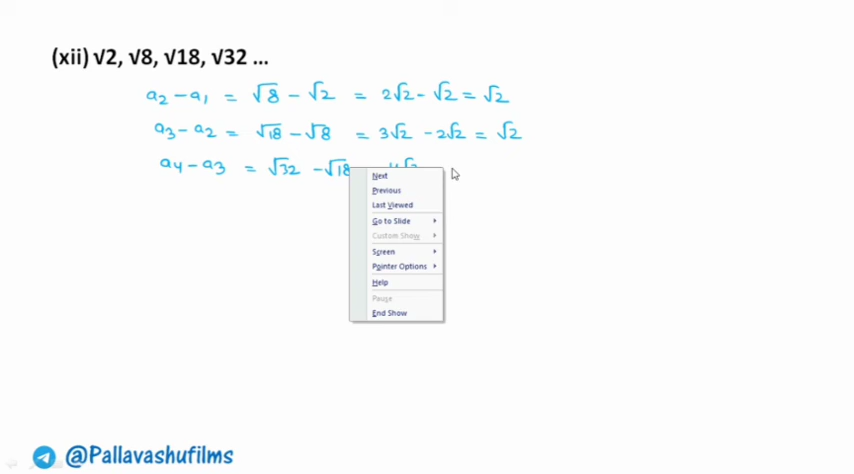 (xii) √2, √8, √18, √32 ...
a₂ - a₁ = √8 - √2 = 2√2 - √2 = √2
a₃ - a₂ = √18 - √8 = 3√2 - 2√2 = √2
a₄ - a₃ = √32 - √18
Next
Previous
Last Viewed
Go to Slide
Custom Show
Screen
Pointer Options
Help
Pause
End Show
@Pallavashufilms